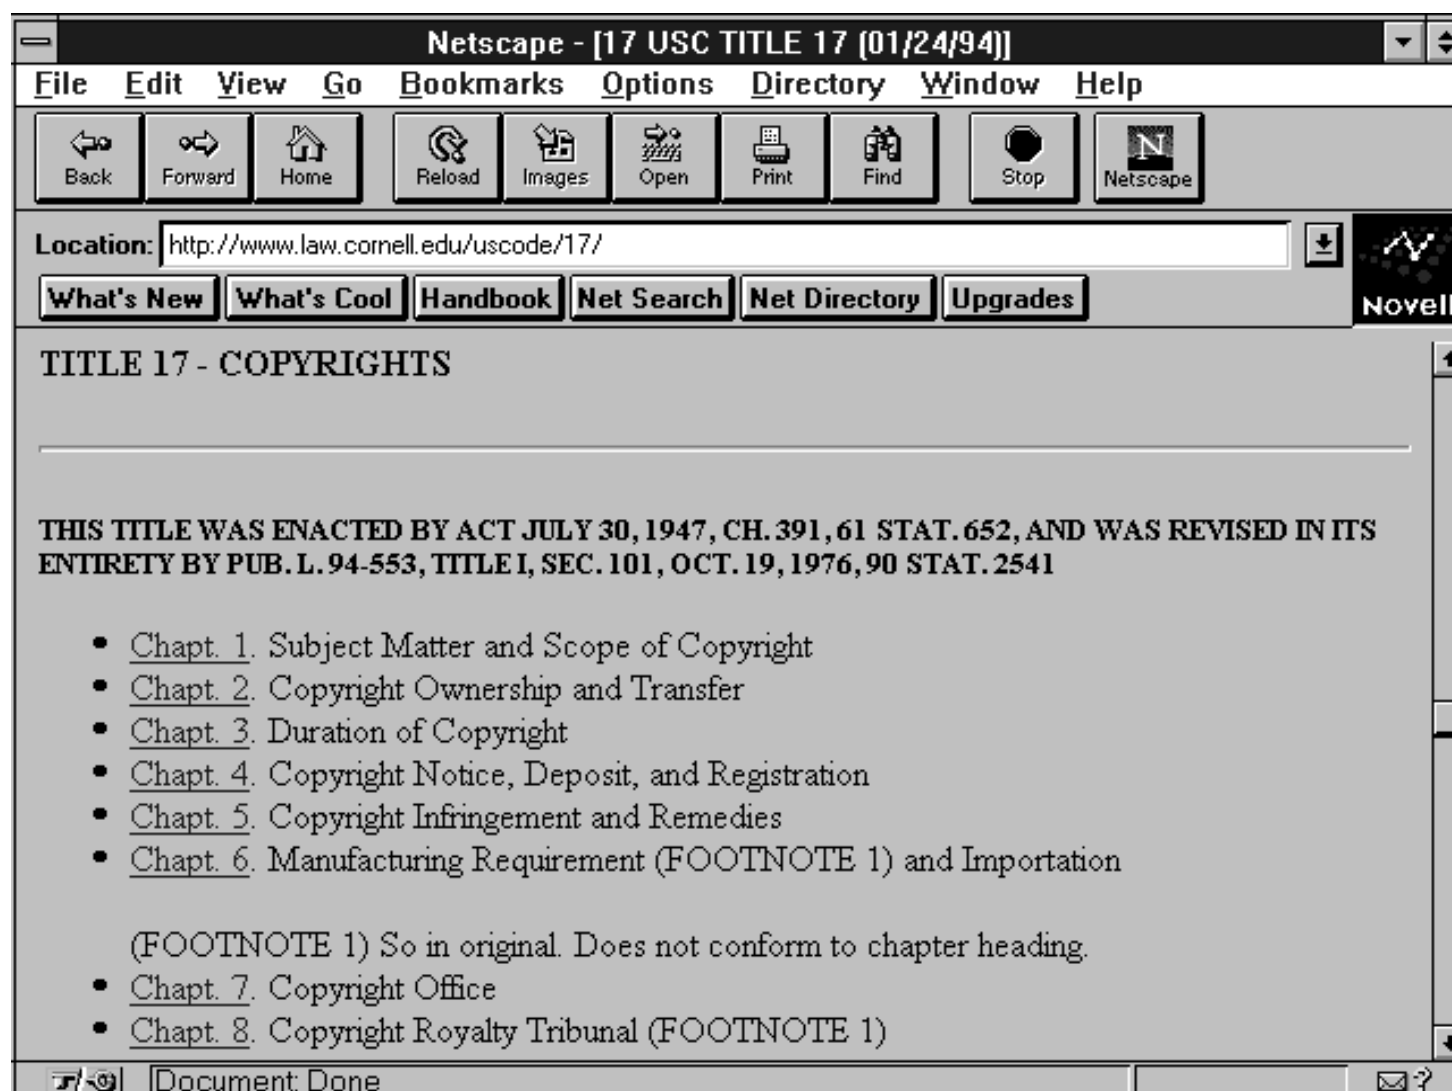 Netscape - [17 USC TITLE 17 (01/24/94)]
File Edit View Go Bookmarks Options Directory Window Help
Back Forward Home Reload Images Open Print Find Stop N Netscape
Location: http://www.law.cornell.edu/uscode/17/
What's New What's Cool Handbook Net Search Net Directory Upgrades
Novell
TITLE 17 - COPYRIGHTS
THIS TITLE WAS ENACTED BY ACT JULY 30, 1947, CH. 391, 61 STAT. 652, AND WAS REVISED IN ITS
ENTIRETY BY PUB. L. 94-553, TITLE I, SEC. 101, OCT. 19, 1976, 90 STAT. 2541
• Chapt. 1. Subject Matter and Scope of Copyright
• Chapt. 2. Copyright Ownership and Transfer
• Chapt. 3. Duration of Copyright
• Chapt. 4. Copyright Notice, Deposit, and Registration
• Chapt. 5. Copyright Infringement and Remedies
• Chapt. 6. Manufacturing Requirement (FOOTNOTE 1) and Importation
(FOOTNOTE 1) So in original. Does not conform to chapter heading.
• Chapt. 7. Copyright Office
• Chapt. 8. Copyright Royalty Tribunal (FOOTNOTE 1)
Document: Done ?